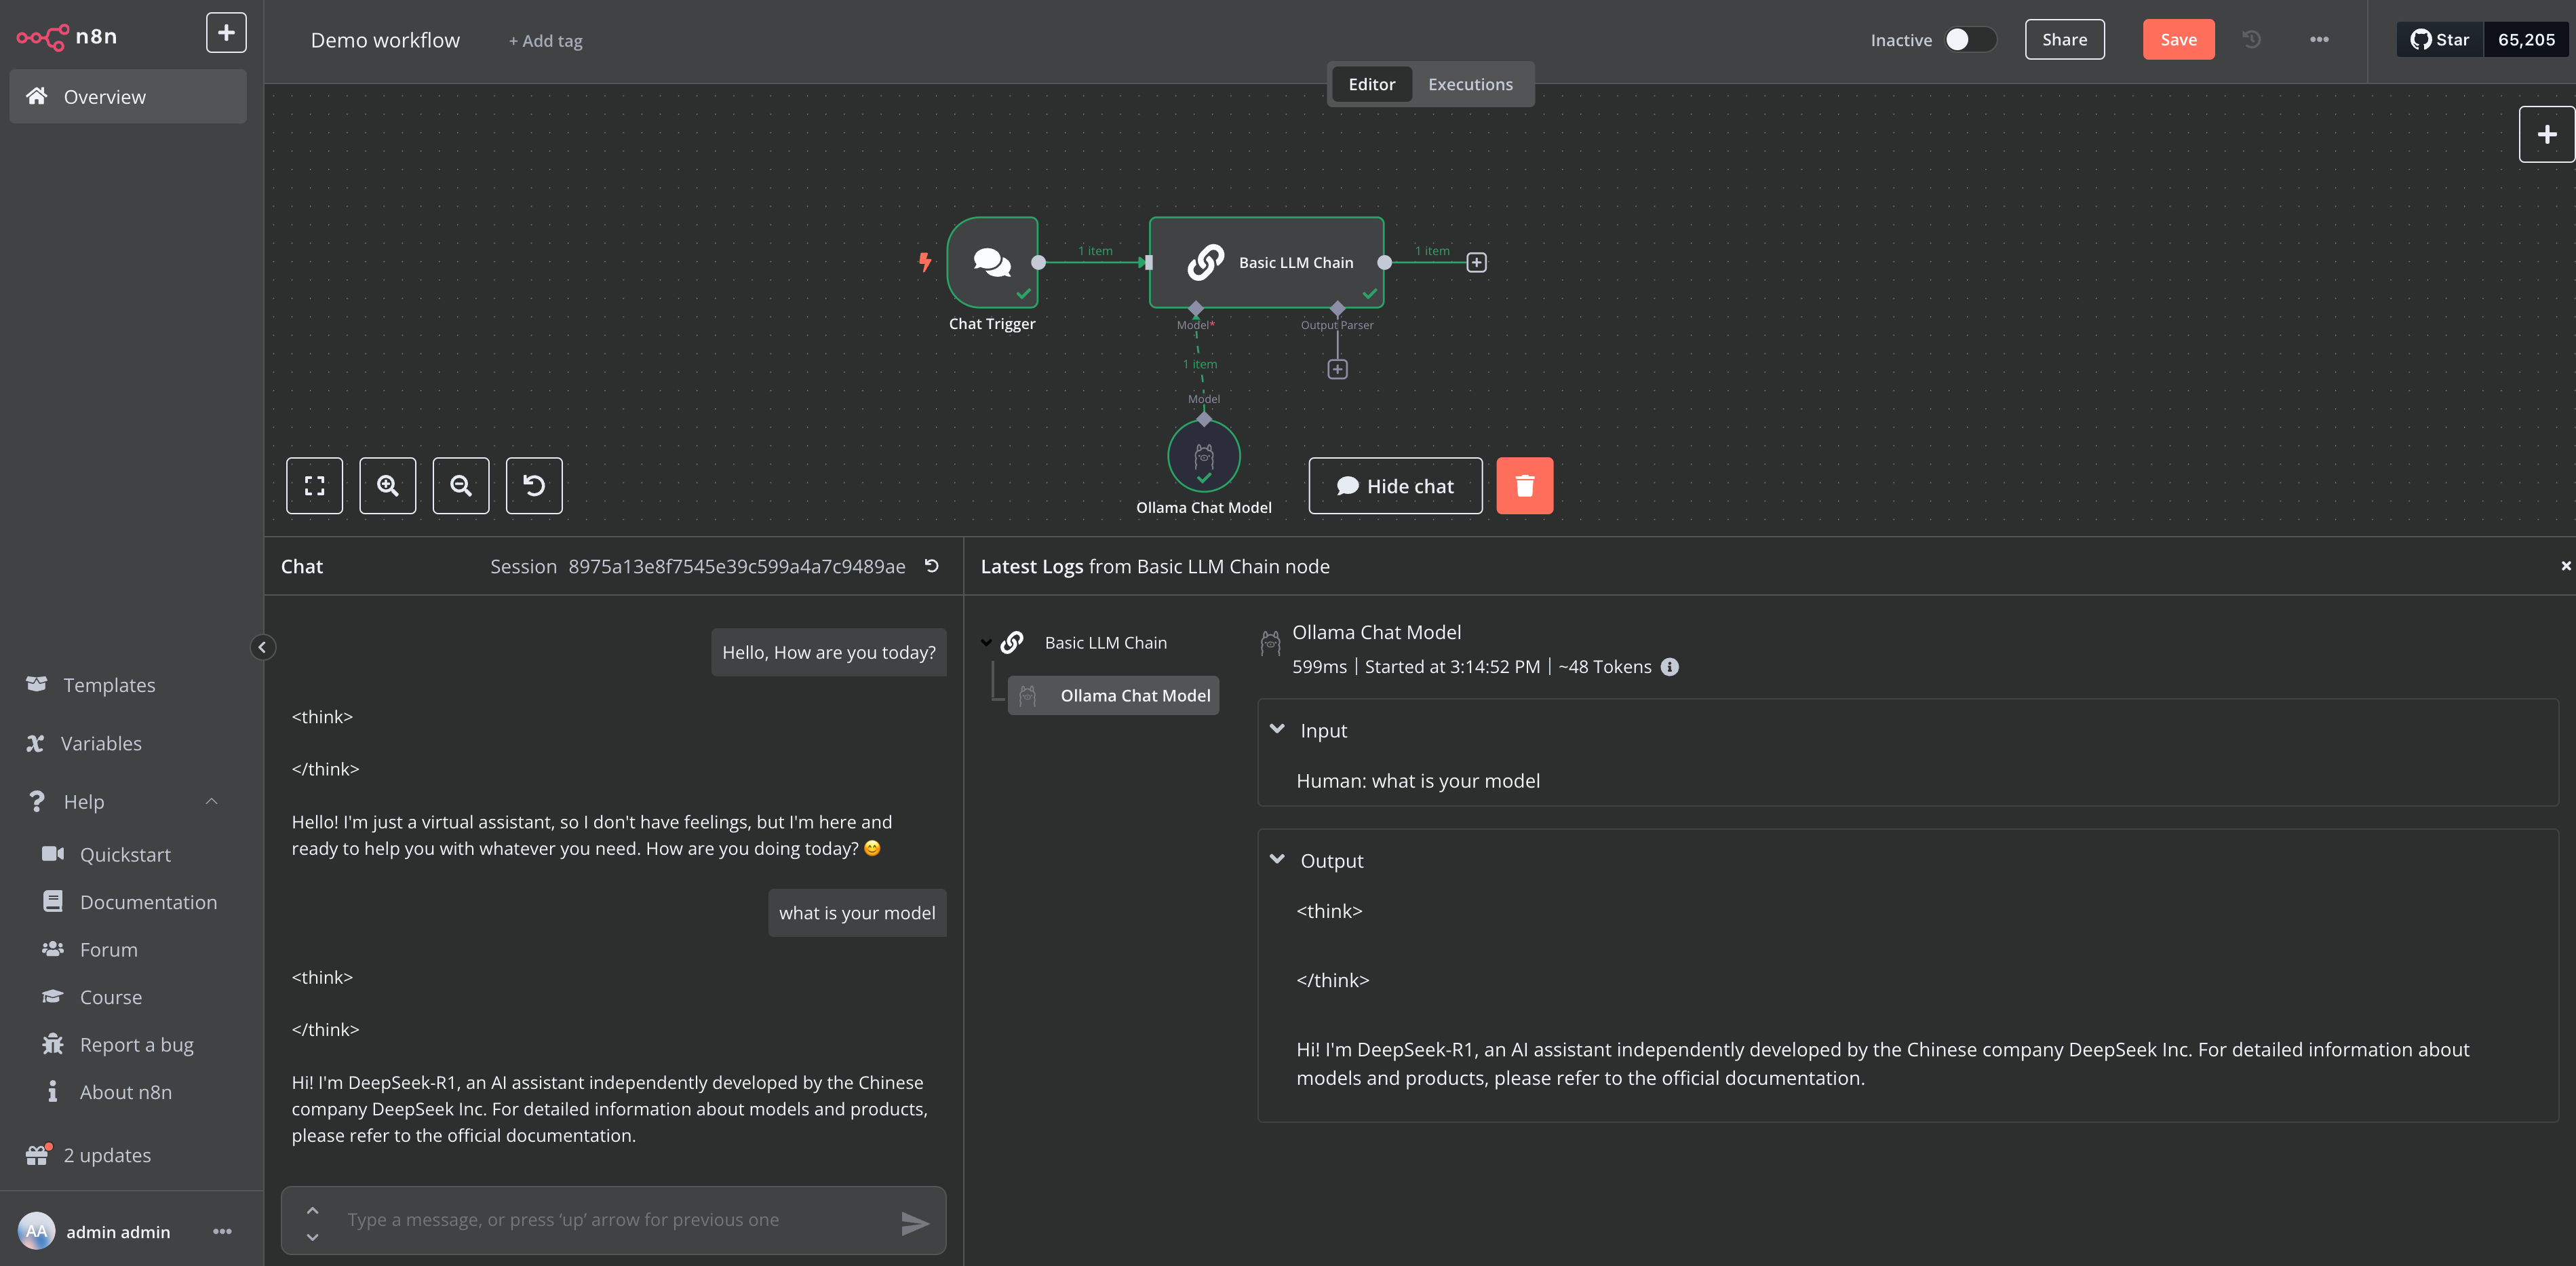 n8n
Overview
Templates
Variables
Help
Quickstart
Documentation
Forum
Course
Report a bug
About n8n
2 updates
AA admin admin
Demo workflow + Add tag
Inactive Share Save ••• Star 65,205
Editor Executions
1 item
1 item
Basic LLM Chain
Chat Trigger
Model*
Output Parser
1 item
Model
Ollama Chat Model
Hide chat
Chat Session 8975a13e8f7545e39c599a4a7c9489ae
Hello, How are you today?
<think>
</think>
Hello! I'm just a virtual assistant, so I don't have feelings, but I'm here and
ready to help you with whatever you need. How are you doing today? 😊
what is your model
<think>
</think>
Hi! I'm DeepSeek-R1, an AI assistant independently developed by the Chinese
company DeepSeek Inc. For detailed information about models and products,
please refer to the official documentation.
Type a message, or press ‘up’ arrow for previous one
Latest Logs from Basic LLM Chain node
Basic LLM Chain
Ollama Chat Model
Ollama Chat Model
599ms | Started at 3:14:52 PM | ~48 Tokens
Input
Human: what is your model
Output
<think>
</think>
Hi! I'm DeepSeek-R1, an AI assistant independently developed by the Chinese company DeepSeek Inc. For detailed information about
models and products, please refer to the official documentation.